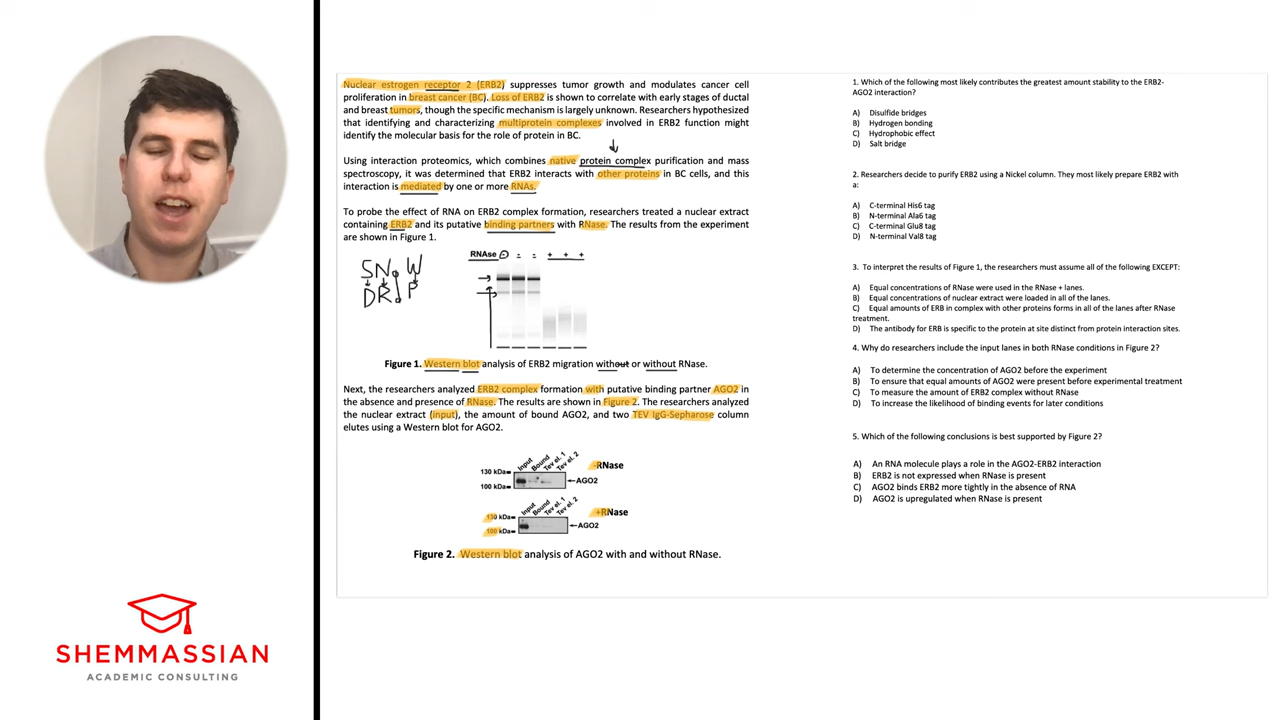 Nuclear estrogen receptor 2 (ERB2) suppresses tumor growth and modulates cancer cell
proliferation in breast cancer (BC). Loss of ERB2 is shown to correlate with early stages of ductal
and breast tumors, though the specific mechanism is largely unknown. Researchers hypothesized
that identifying and characterizing multiprotein complexes involved in ERB2 function might
identify the molecular basis for the role of protein in BC.
Using interaction proteomics, which combines native protein complex purification and mass
spectroscopy, it was determined that ERB2 interacts with other proteins in BC cells, and this
interaction is mediated by one or more RNAs.
To probe the effect of RNA on ERB2 complex formation, researchers treated a nuclear extract
containing ERB2 and its putative binding partners with RNase. The results from the experiment
are shown in Figure 1.
SNoW
DRoP
RNAse - - - + + +
Figure 1. Western blot analysis of ERB2 migration without or without RNase.
Next, the researchers analyzed ERB2 complex formation with putative binding partner AGO2 in
the absence and presence of RNase. The results are shown in Figure 2. The researchers analyzed
the nuclear extract (input), the amount of bound AGO2, and two TEV IgG-Sepharose column
elutes using a Western blot for AGO2.
Input Bound Tev el. 1 Tev el. 2
-RNase
130 kDa
100 kDa
AGO2
Input Bound Tev el. 1 Tev el. 2
+RNase
130 kDa
100 kDa
AGO2
Figure 2. Western blot analysis of AGO2 with and without RNase.
1. Which of the following most likely contributes the greatest amount stability to the ERB2-
AGO2 interaction?
A) Disulfide bridges
B) Hydrogen bonding
C) Hydrophobic effect
D) Salt bridge
2. Researchers decide to purify ERB2 using a Nickel column. They most likely prepare ERB2 with
a:
A) C-terminal His6 tag
B) N-terminal Ala6 tag
C) C-terminal Glu8 tag
D) N-terminal Val8 tag
3. To interpret the results of Figure 1, the researchers must assume all of the following EXCEPT:
A) Equal concentrations of RNase were used in the RNase + lanes.
B) Equal concentrations of nuclear extract were loaded in all of the lanes.
C) Equal amounts of ERB in complex with other proteins forms in all of the lanes after RNase
treatment.
D) The antibody for ERB is specific to the protein at site distinct from protein interaction sites.
4. Why do researchers include the input lanes in both RNase conditions in Figure 2?
A) To determine the concentration of AGO2 before the experiment
B) To ensure that equal amounts of AGO2 were present before experimental treatment
C) To measure the amount of ERB2 complex without RNase
D) To increase the likelihood of binding events for later conditions
5. Which of the following conclusions is best supported by Figure 2?
A) An RNA molecule plays a role in the AGO2-ERB2 interaction
B) ERB2 is not expressed when RNase is present
C) AGO2 binds ERB2 more tightly in the absence of RNA
D) AGO2 is upregulated when RNase is present
SHEMMASSIAN
ACADEMIC CONSULTING